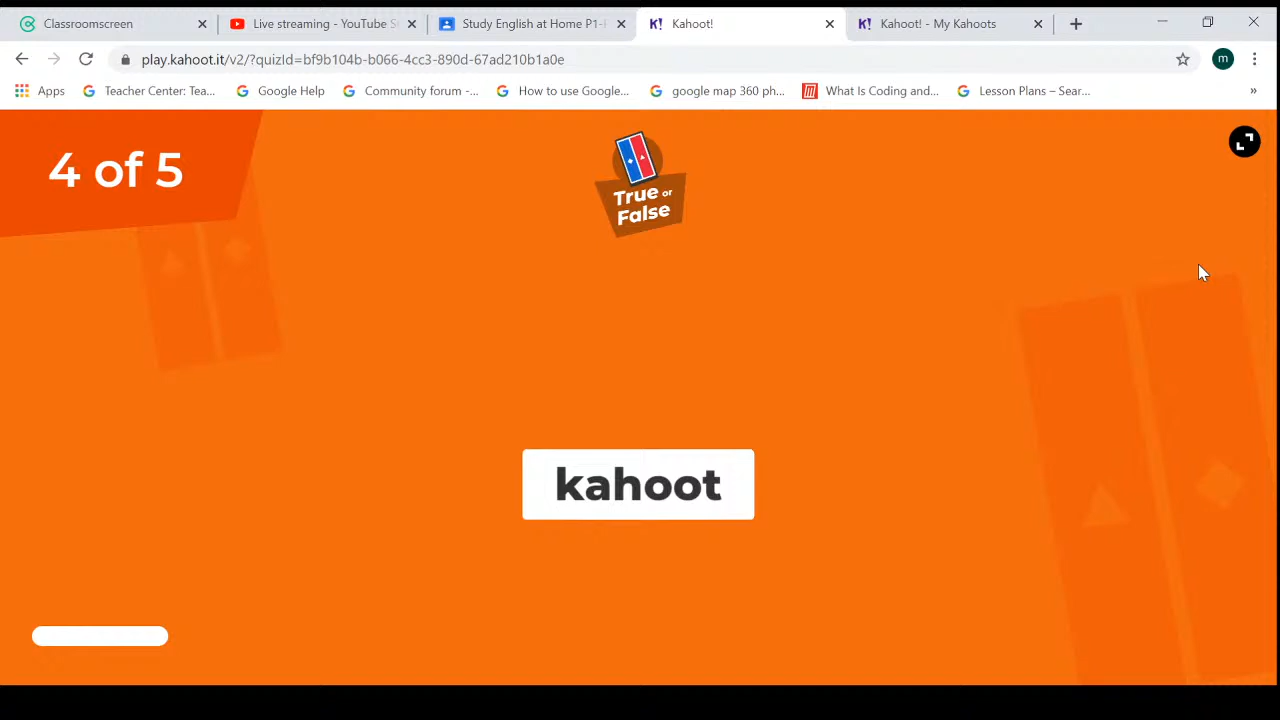 Classroomscreen
Live streaming - YouTube S
Study English at Home P1-
Kahoot!
Kahoot! - My Kahoots
play.kahoot.it/v2/?quizId=bf9b104b-b066-4cc3-890d-67ad210b1a0e
m
Apps
Teacher Center: Tea...
Google Help
Community forum -...
How to use Google...
google map 360 ph...
What Is Coding and...
Lesson Plans – Sear...
»
4 of 5
True or
False
kahoot